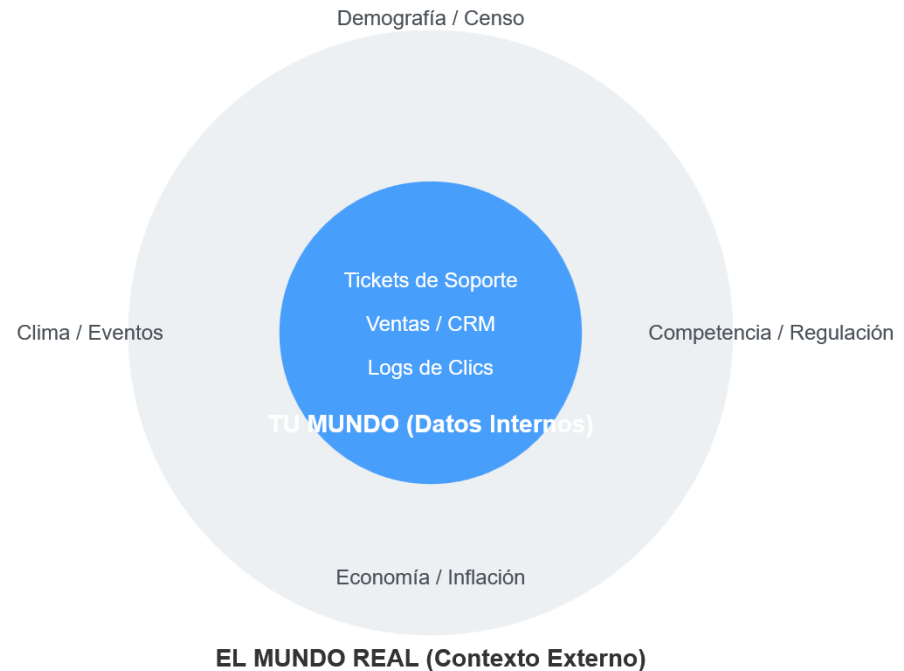 Demografía / Censo
Tickets de Soporte
Ventas / CRM
Clima / Eventos
Competencia / Regulación
Logs de Clics
TU MUNDO (Datos Internos)
Economía / Inflación
EL MUNDO REAL (Contexto Externo)